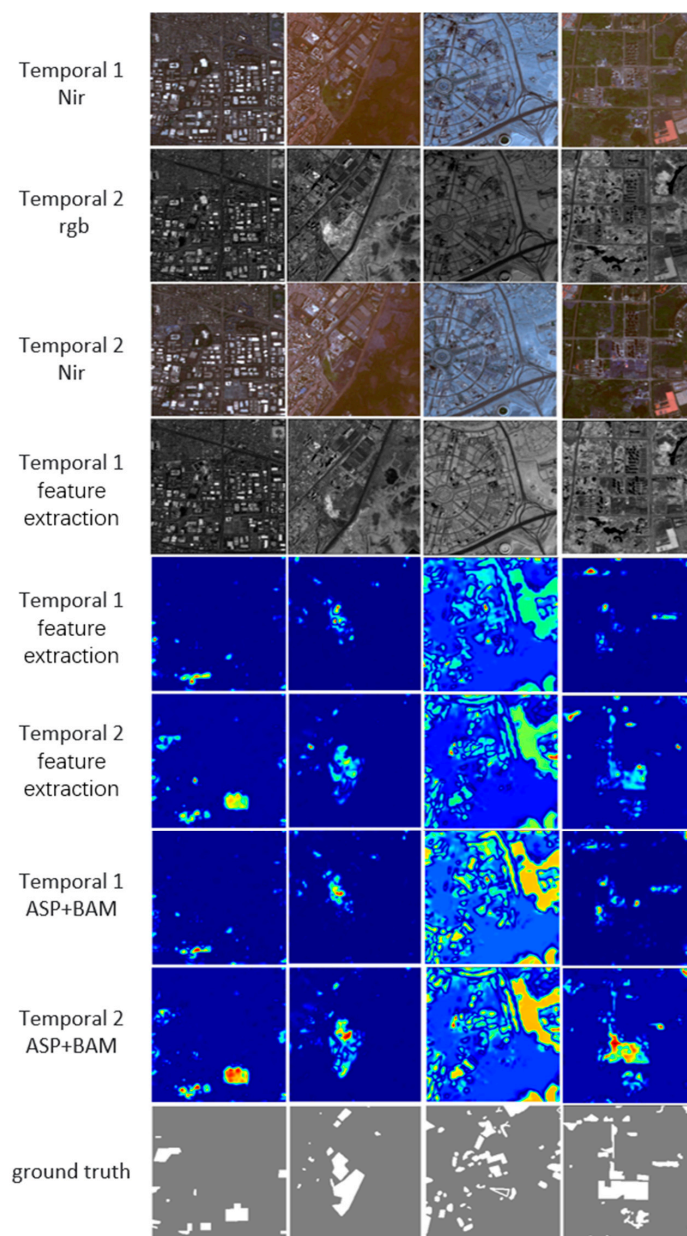 Temporal 1
Nir
Temporal 2
rgb
Temporal 2
Nir
Temporal 1
feature
extraction
Temporal 1
feature
extraction
Temporal 2
feature
extraction
Temporal 1
ASP+BAM
Temporal 2
ASP+BAM
ground truth